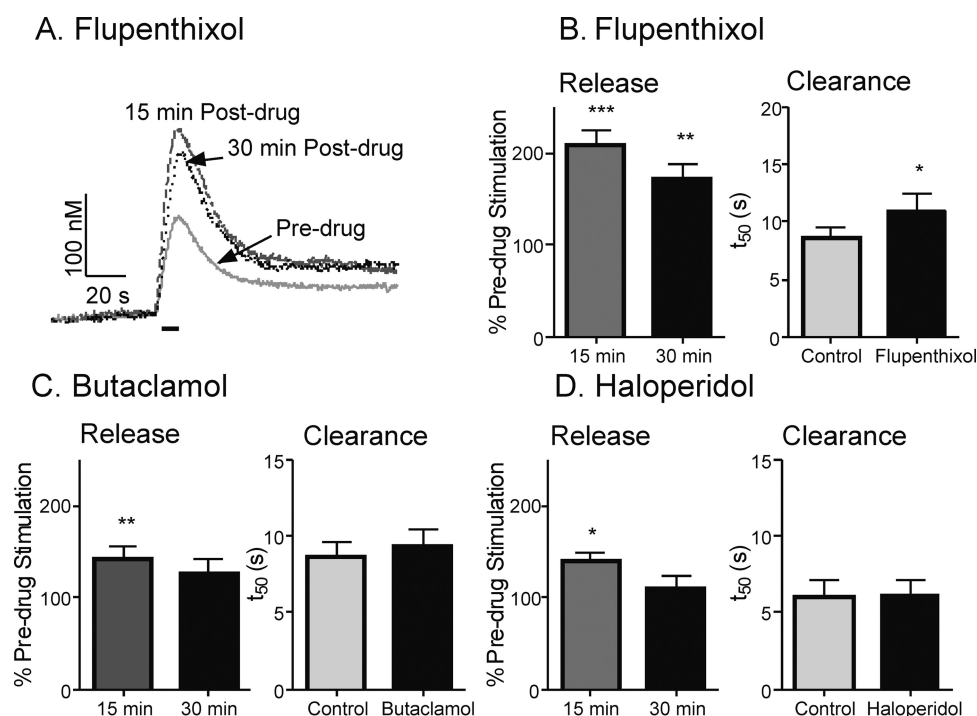 A. Flupenthixol
15 min Post-drug
30 min Post-drug
Pre-drug
100 nM
20 s
B. Flupenthixol
Release
% Pre-drug Stimulation
200
100
0
***
**
15 min
30 min
Clearance
t50 (s)
20
15
10
5
0
*
Control
Flupenthixol
C. Butaclamol
Release
% Pre-drug Stimulation
200
100
0
**
15 min
30 min
Clearance
t50 (s)
15
10
5
0
Control
Butaclamol
D. Haloperidol
Release
% Pre-drug Stimulation
200
100
0
*
15 min
30 min
Clearance
t50 (s)
15
10
5
0
Control
Haloperidol